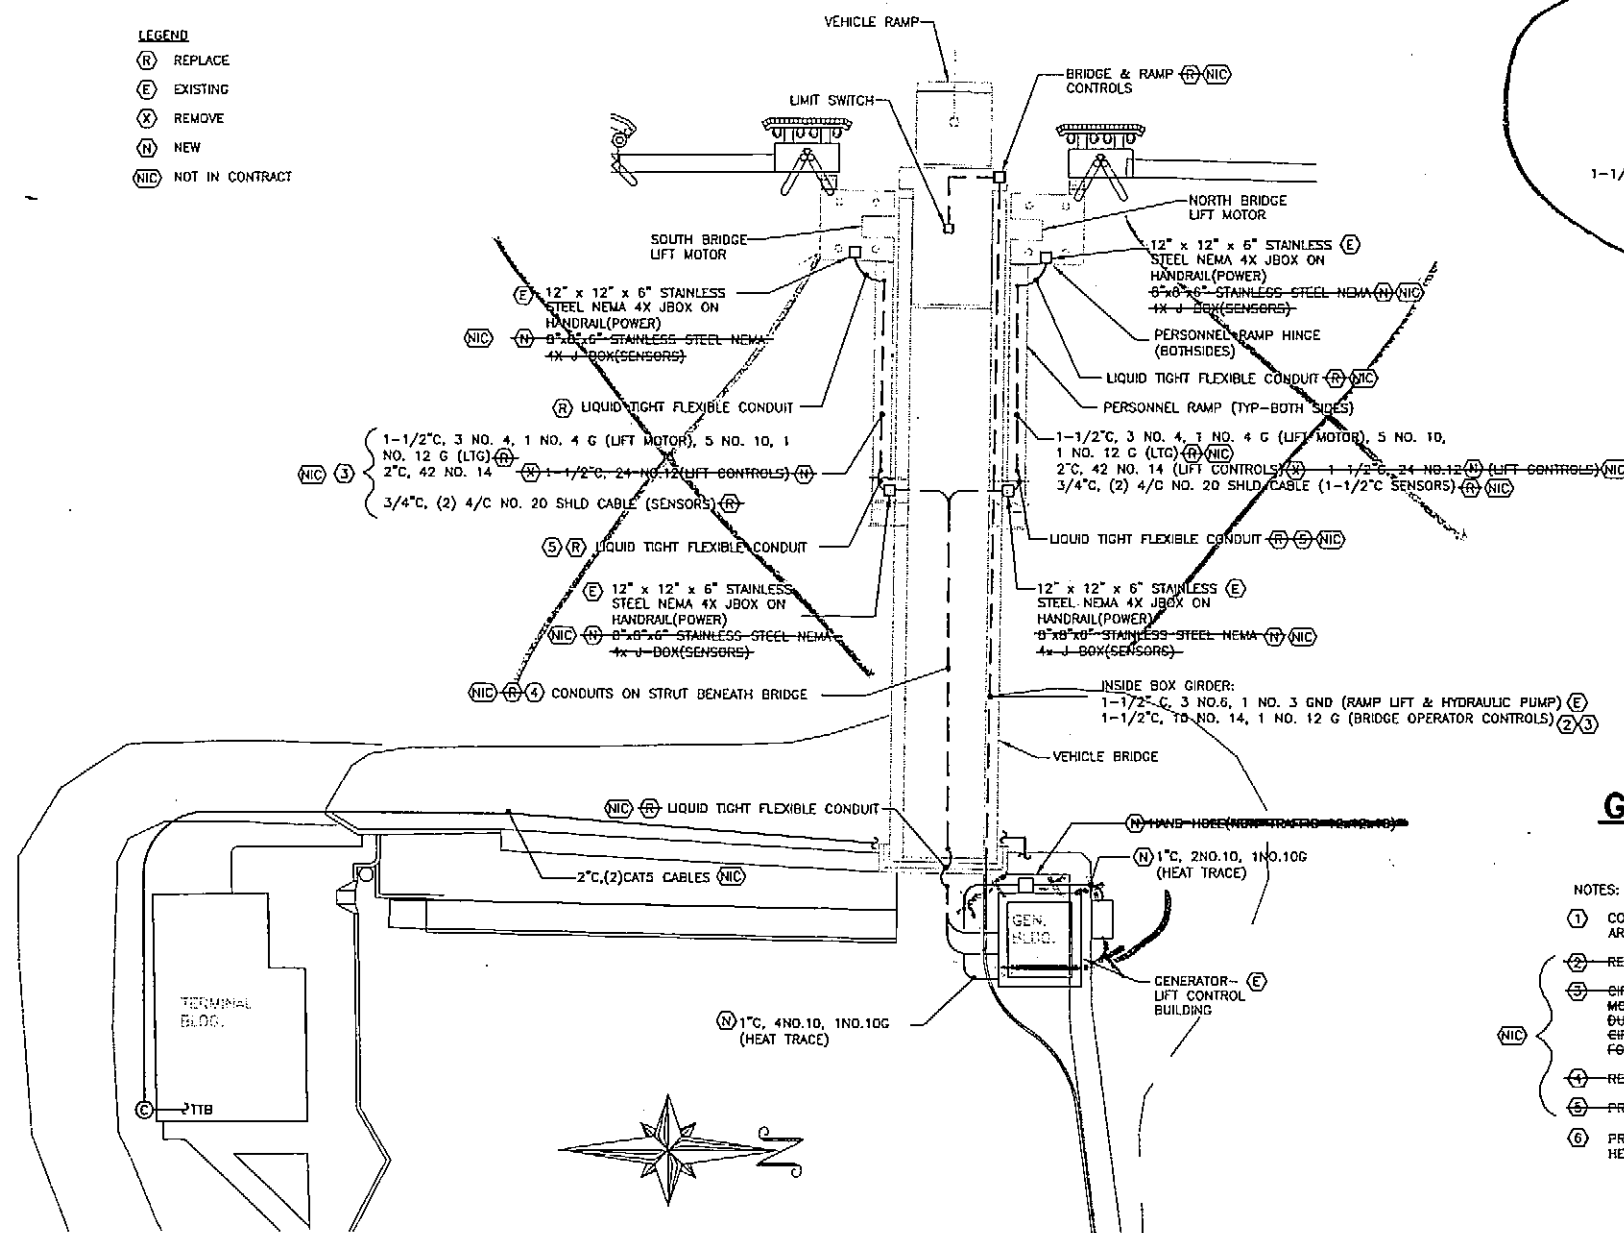 LEGEND
R REPLACE
E EXISTING
X REMOVE
N NEW
NIC NOT IN CONTRACT
VEHICLE RAMP
LIMIT SWITCH
BRIDGE & RAMP R NIC
CONTROLS
1-1/
NORTH BRIDGE
LIFT MOTOR
SOUTH BRIDGE
LIFT MOTOR
E 12" x 12" x 6" STAINLESS
STEEL NEMA 4X JBOX ON
HANDRAIL(POWER)
NIC N 8"x8"x6" STAINLESS STEEL NEMA
4X J-BOX(SENSORS)
12" x 12" x 6" STAINLESS E
STEEL NEMA 4X JBOX ON
HANDRAIL(POWER)
8"x8"x6" STAINLESS STEEL NEMA N NIC
4X J-BOX(SENSORS)
PERSONNEL RAMP HINGE
(BOTHSIDES)
LIQUID TIGHT FLEXIBLE CONDUIT R NIC
R LIQUID TIGHT FLEXIBLE CONDUIT
PERSONNEL RAMP (TYP-BOTH SIDES)
NIC 3
1-1/2"C, 3 NO. 4, 1 NO. 4 G (LIFT MOTOR), 5 NO. 10, 1
NO. 12 G (LTG) R
2"C, 42 NO. 14 X 1-1/2"C, 24 NO.12 (LIFT CONTROLS) N
3/4"C, (2) 4/C NO. 20 SHLD CABLE (SENSORS) R
1-1/2"C, 3 NO. 4, 1 NO. 4 G (LIFT MOTOR), 5 NO. 10,
1 NO. 12 G (LTG) R NIC
2"C, 42 NO. 14 (LIFT CONTROLS) X 1-1/2"C, 24 NO.12 N (LIFT CONTROLS) NIC
3/4"C, (2) 4/C NO. 20 SHLD CABLE (1-1/2"C SENSORS) R NIC
5 R LIQUID TIGHT FLEXIBLE CONDUIT
LIQUID TIGHT FLEXIBLE CONDUIT R 5 NIC
E 12" x 12" x 6" STAINLESS
STEEL NEMA 4X JBOX ON
HANDRAIL(POWER)
NIC N 8"x8"x6" STAINLESS STEEL NEMA
4x J-BOX(SENSORS)
12" x 12" x 6" STAINLESS E
STEEL NEMA 4X JBOX ON
HANDRAIL(POWER)
8"x8"x6" STAINLESS STEEL NEMA N NIC
4x J-BOX(SENSORS)
NIC R 4 CONDUITS ON STRUT BENEATH BRIDGE
INSIDE BOX GIRDER:
1-1/2" C, 3 NO.6, 1 NO. 3 GND (RAMP LIFT & HYDRAULIC PUMP) E
1-1/2"C, 10 NO. 14, 1 NO. 12 G (BRIDGE OPERATOR CONTROLS) 2 3
VEHICLE BRIDGE
NIC R LIQUID TIGHT FLEXIBLE CONDUIT
N HAND HOLE
N 1"C, 2NO.10, 1NO.10G
(HEAT TRACE)
2"C,(2)CAT5 CABLES NIC
GEN.
BLDG.
GENERATOR- E
LIFT CONTROL
BUILDING
TERMINAL
BLDG.
N 1"C, 4NO.10, 1NO.10G
(HEAT TRACE)
C TTB
N
G
NOTES:
1 CO
AR
NIC
2 RE
3 CIR
MO
DU
CIR
FO
4 RE
5 PR
6 PR
HE